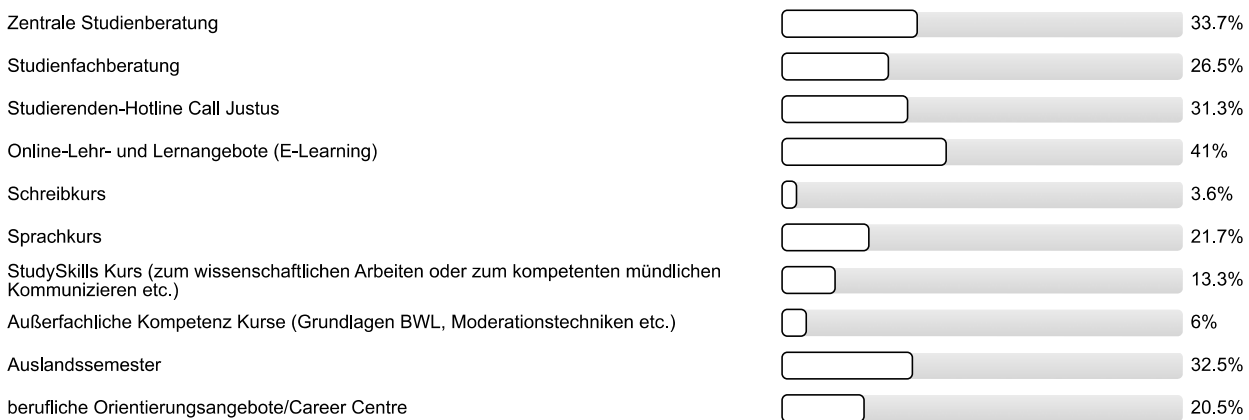 Zentrale Studienberatung 33.7%
Studienfachberatung 26.5%
Studierenden-Hotline Call Justus 31.3%
Online-Lehr- und Lernangebote (E-Learning) 41%
Schreibkurs 3.6%
Sprachkurs 21.7%
StudySkills Kurs (zum wissenschaftlichen Arbeiten oder zum kompetenten mündlichen
Kommunizieren etc.) 13.3%
Außerfachliche Kompetenz Kurse (Grundlagen BWL, Moderationstechniken etc.) 6%
Auslandssemester 32.5%
berufliche Orientierungsangebote/Career Centre 20.5%